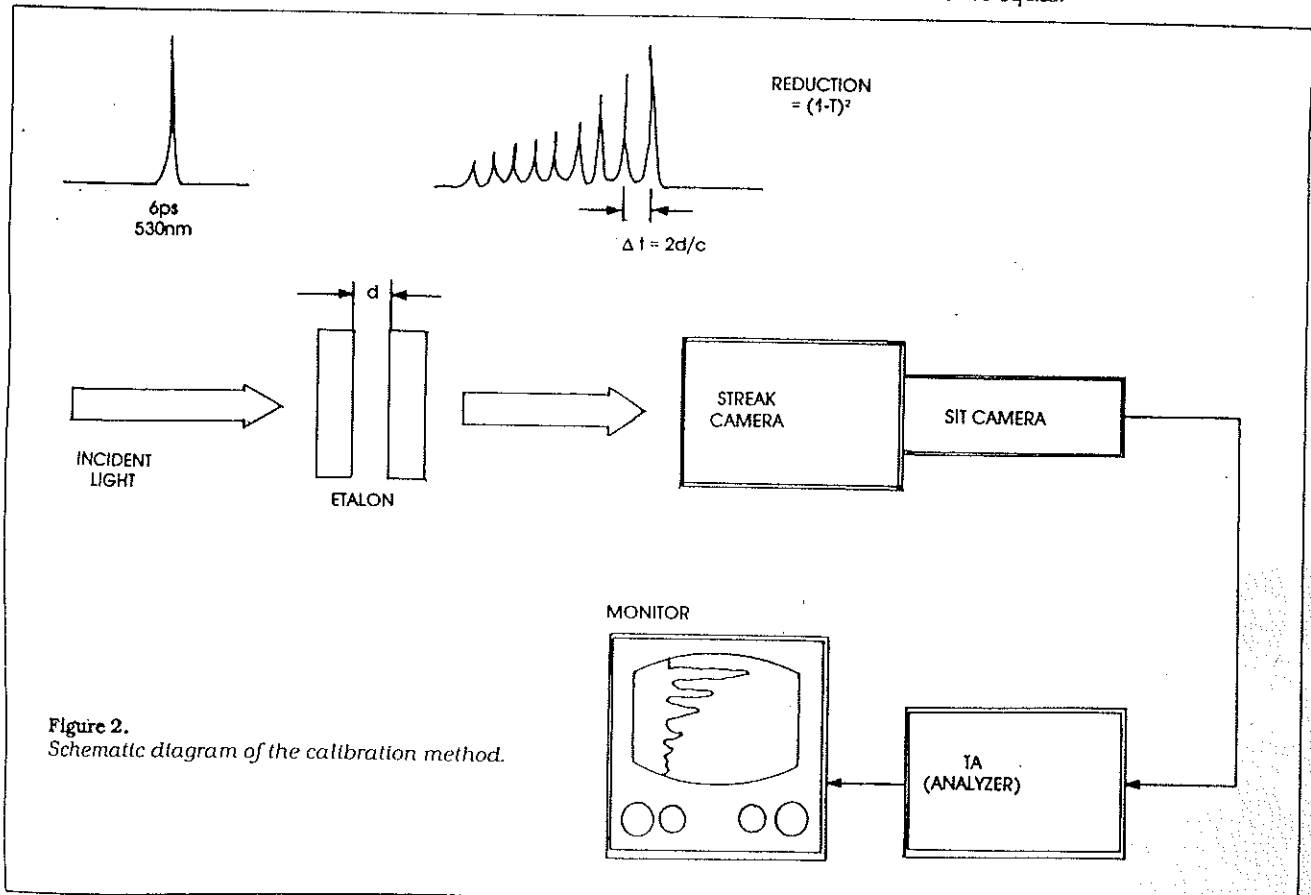 REDUCTION
= (1-T)²
6ps
530nm
Δ t = 2d/c
d
INCIDENT
LIGHT
ETALON
STREAK
CAMERA
SIT CAMERA
MONITOR
TA
(ANALYZER)
Figure 2.
Schematic diagram of the calibration method.